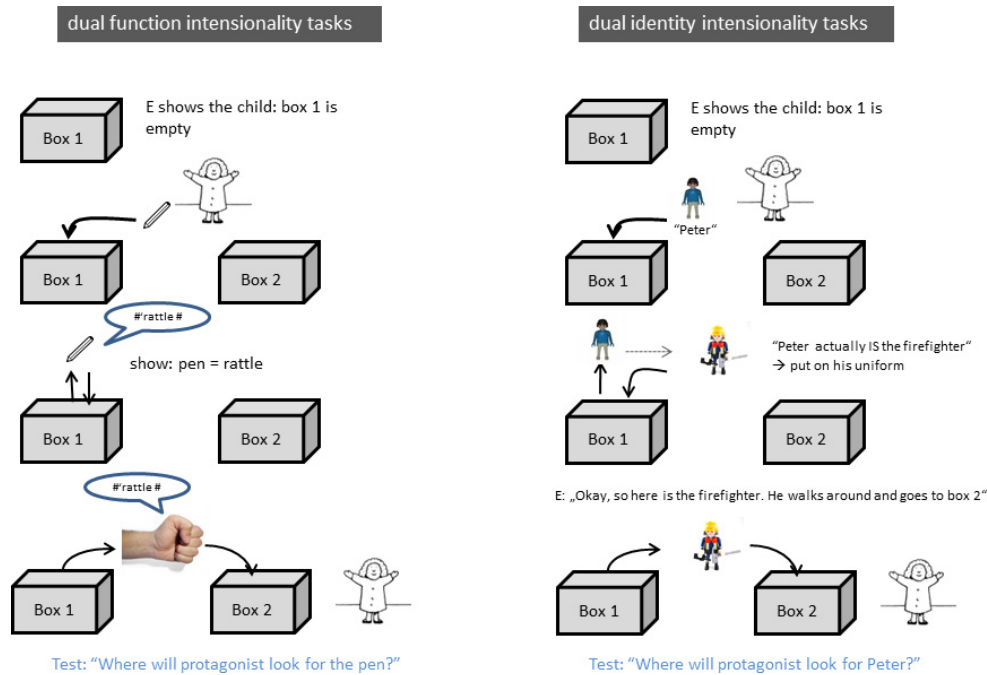 dual function intensionality tasks
E shows the child: box 1 is
empty
Box 1
Box 1
Box 2
#'rattle #
show: pen = rattle
Box 1
Box 2
#'rattle #
Box 1
Box 2
Test: “Where will protagonist look for the pen?”
dual identity intensionality tasks
E shows the child: box 1 is
empty
Box 1
“Peter“
Box 1
Box 2
“Peter actually IS the firefighter“
→ put on his uniform
Box 1
Box 2
E: „Okay, so here is the firefighter. He walks around and goes to box 2“
Box 1
Box 2
Test: “Where will protagonist look for Peter?”